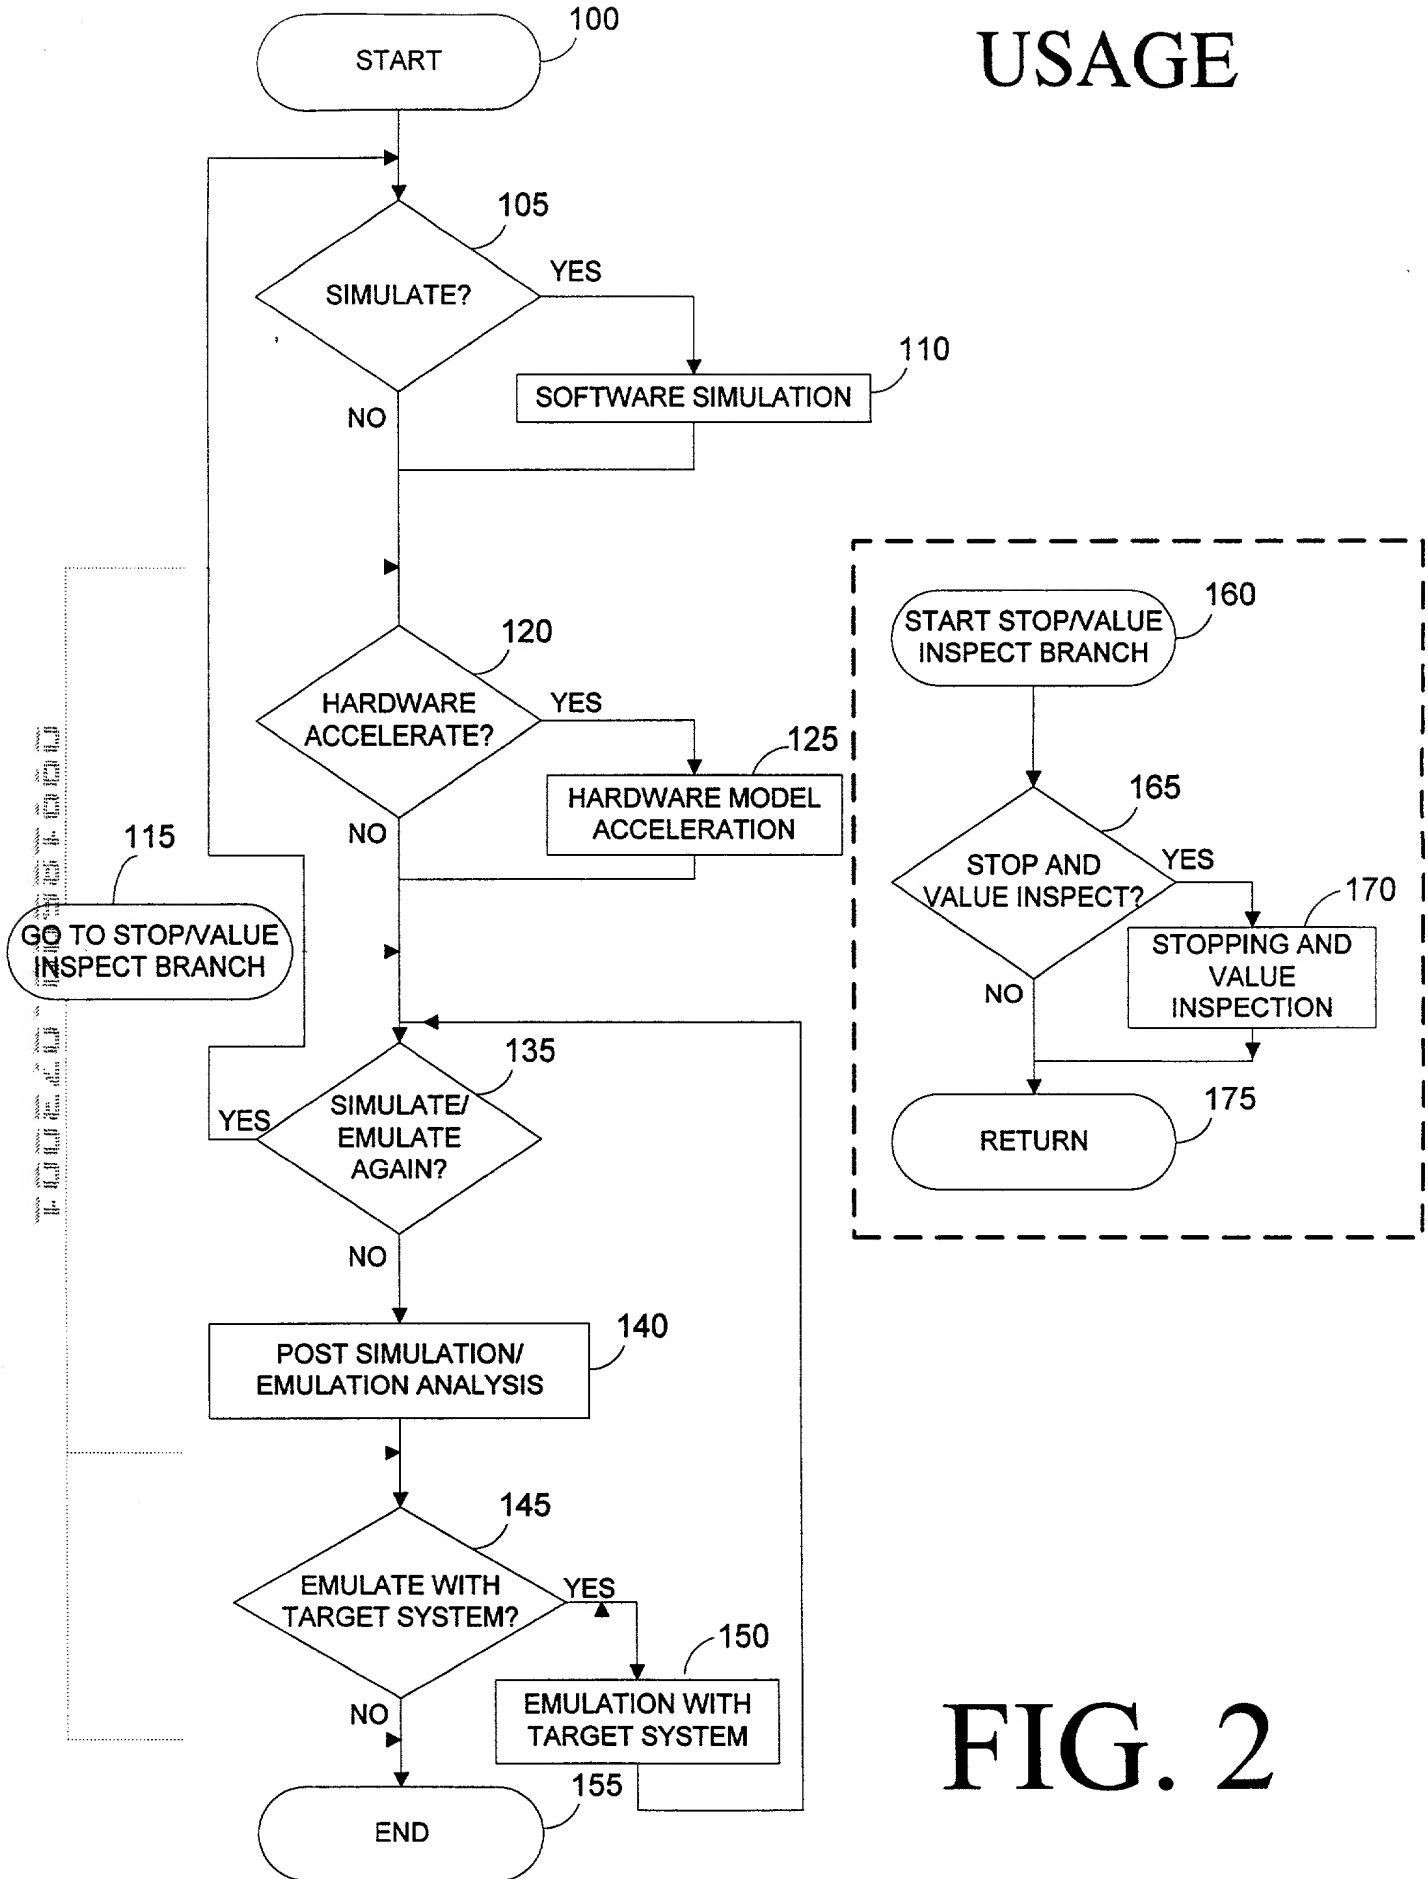 USAGE
100
START
105
SIMULATE?
YES
110
SOFTWARE SIMULATION
NO
120
HARDWARE
ACCELERATE?
YES
125
HARDWARE MODEL
ACCELERATION
NO
115
GO TO STOP/VALUE
INSPECT BRANCH
135
SIMULATE/
EMULATE
AGAIN?
YES
NO
140
POST SIMULATION/
EMULATION ANALYSIS
145
EMULATE WITH
TARGET SYSTEM?
YES
150
EMULATION WITH
TARGET SYSTEM
NO
155
END
160
START STOP/VALUE
INSPECT BRANCH
165
STOP AND
VALUE INSPECT?
YES
170
STOPPING AND
VALUE
INSPECTION
NO
175
RETURN
FIG. 2